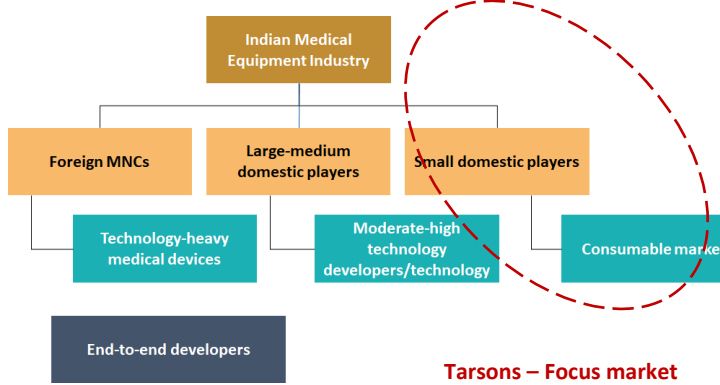 Indian Medical
Equipment Industry
Foreign MNCs
Large-medium
domestic players
Small domestic players
Technology-heavy
medical devices
Moderate-high
technology
developers/technology
Consumable marke
End-to-end developers
Tarsons – Focus market